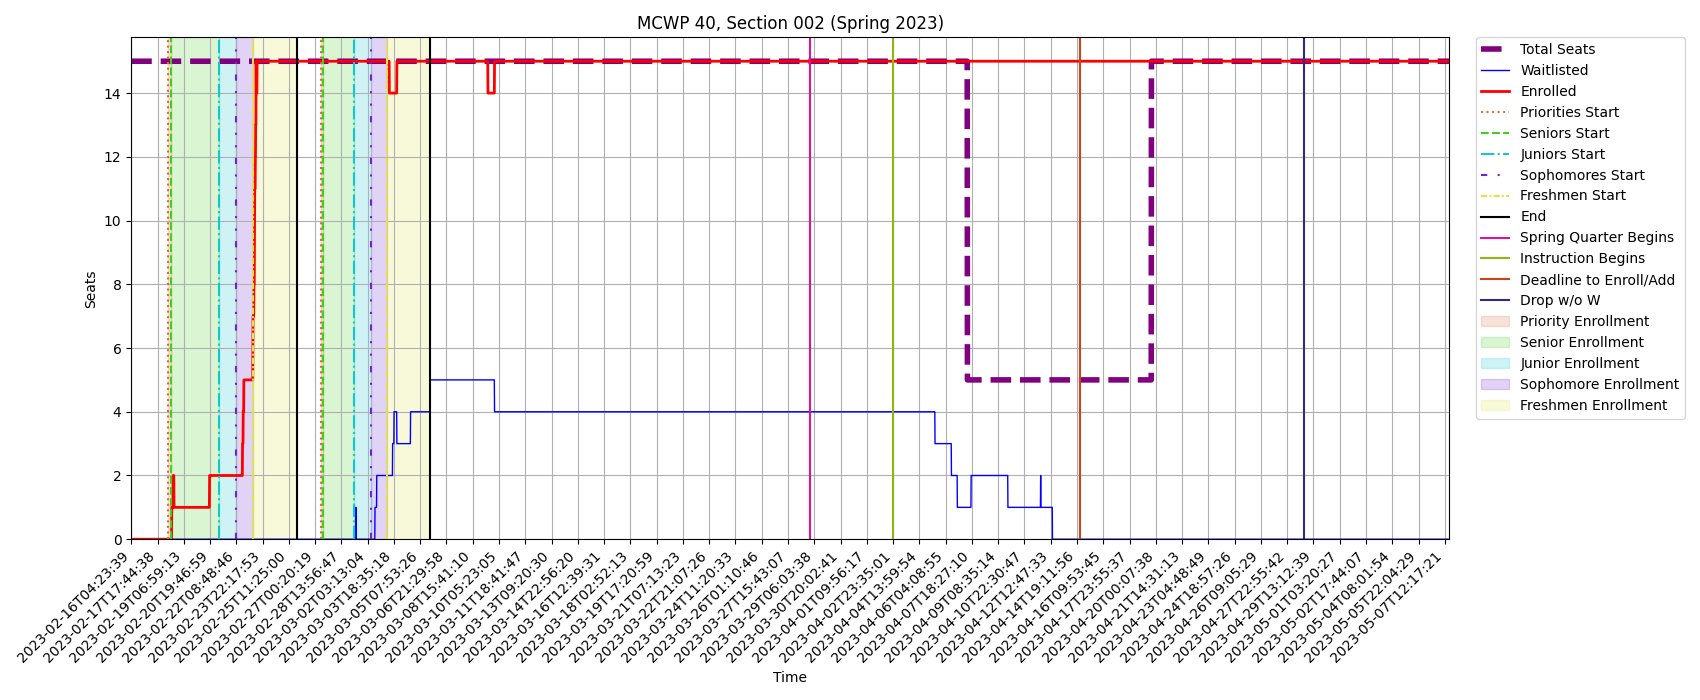 MCWP 40, Section 002 (Spring 2023)
Seats
14
12
10
8
6
4
2
0
2023-02-16T04:23:39
2023-02-17T17:44:38
2023-02-19T06:59:13
2023-02-20T19:46:59
2023-02-22T08:48:46
2023-02-23T22:17:53
2023-02-25T11:25:00
2023-02-27T00:20:19
2023-02-28T13:56:47
2023-03-02T03:13:04
2023-03-03T18:35:18
2023-03-05T07:53:26
2023-03-06T21:29:58
2023-03-08T15:41:10
2023-03-10T05:23:05
2023-03-11T18:41:47
2023-03-13T09:20:30
2023-03-14T22:56:20
2023-03-16T12:39:31
2023-03-18T02:52:13
2023-03-19T17:20:59
2023-03-21T07:13:23
2023-03-22T21:07:26
2023-03-24T11:20:33
2023-03-26T01:10:46
2023-03-27T15:43:07
2023-03-29T06:03:38
2023-03-30T20:02:41
2023-04-01T09:56:17
2023-04-02T23:35:01
2023-04-04T13:59:54
2023-04-06T04:08:55
2023-04-07T18:27:10
2023-04-09T08:35:14
2023-04-10T22:30:47
2023-04-12T12:47:33
2023-04-14T19:11:56
2023-04-16T09:53:45
2023-04-17T23:55:37
2023-04-20T00:07:38
2023-04-21T14:31:13
2023-04-23T04:48:49
2023-04-24T18:57:26
2023-04-26T09:05:29
2023-04-27T22:55:42
2023-04-29T13:12:39
2023-05-01T03:20:27
2023-05-02T17:44:07
2023-05-04T08:01:54
2023-05-05T22:04:29
2023-05-07T12:17:21
Time
Total Seats
Waitlisted
Enrolled
Priorities Start
Seniors Start
Juniors Start
Sophomores Start
Freshmen Start
End
Spring Quarter Begins
Instruction Begins
Deadline to Enroll/Add
Drop w/o W
Priority Enrollment
Senior Enrollment
Junior Enrollment
Sophomore Enrollment
Freshmen Enrollment